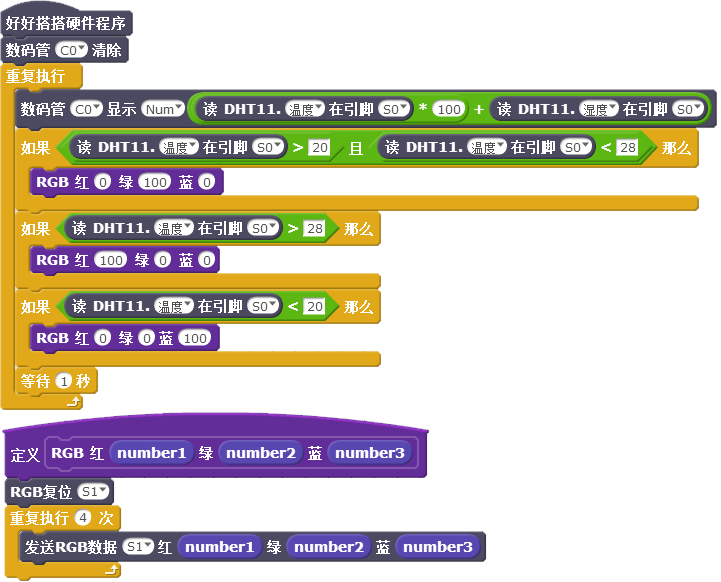 好好搭搭硬件程序
数码管 C0 清除
重复执行
数码管 C0 显示 Num 读 DHT11. 温度 在引脚 S0 * 100 + 读 DHT11. 湿度 在引脚 S0
如果 读 DHT11. 温度 在引脚 S0 > 20 且 读 DHT11. 温度 在引脚 S0 < 28 那么
RGB 红 0 绿 100 蓝 0
如果 读 DHT11. 温度 在引脚 S0 > 28 那么
RGB 红 100 绿 0 蓝 0
如果 读 DHT11. 温度 在引脚 S0 < 20 那么
RGB 红 0 绿 0 蓝 100
等待 1 秒
定义 RGB 红 number1 绿 number2 蓝 number3
RGB复位 S1
重复执行 4 次
发送RGB数据 S1 红 number1 绿 number2 蓝 number3